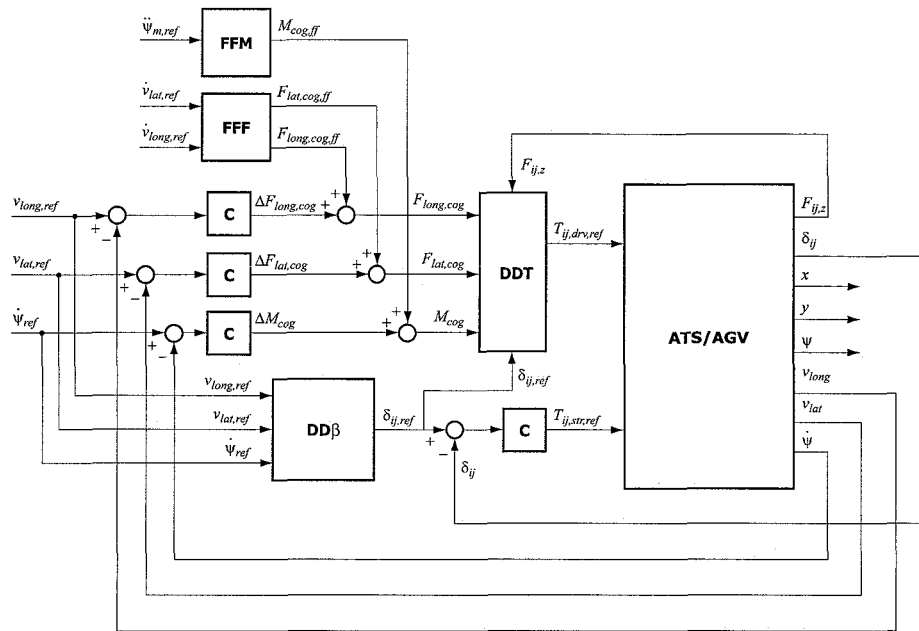 ψ̈m,ref
FFM
Mcog,ff
v̇lat,ref
Flat,cog,ff
FFF
v̇long,ref
Flong,cog,ff
Fij,z
vlong,ref
+
−
C
ΔFlong,cog
+
+
Flong,cog
Fij,z
Tij,drv,ref
δij
vlat,ref
+
−
C
ΔFlat,cog
+
+
Flat,cog
DDT
x
y
ψ̇ref
+
−
C
ΔMcog
+
+
Mcog
ATS/AGV
ψ
vlong,ref
δij,ref
vlong
vlat,ref
DDβ
δij,ref
+
−
C
Tij,str,ref
vlat
ψ̇ref
δij
ψ̇